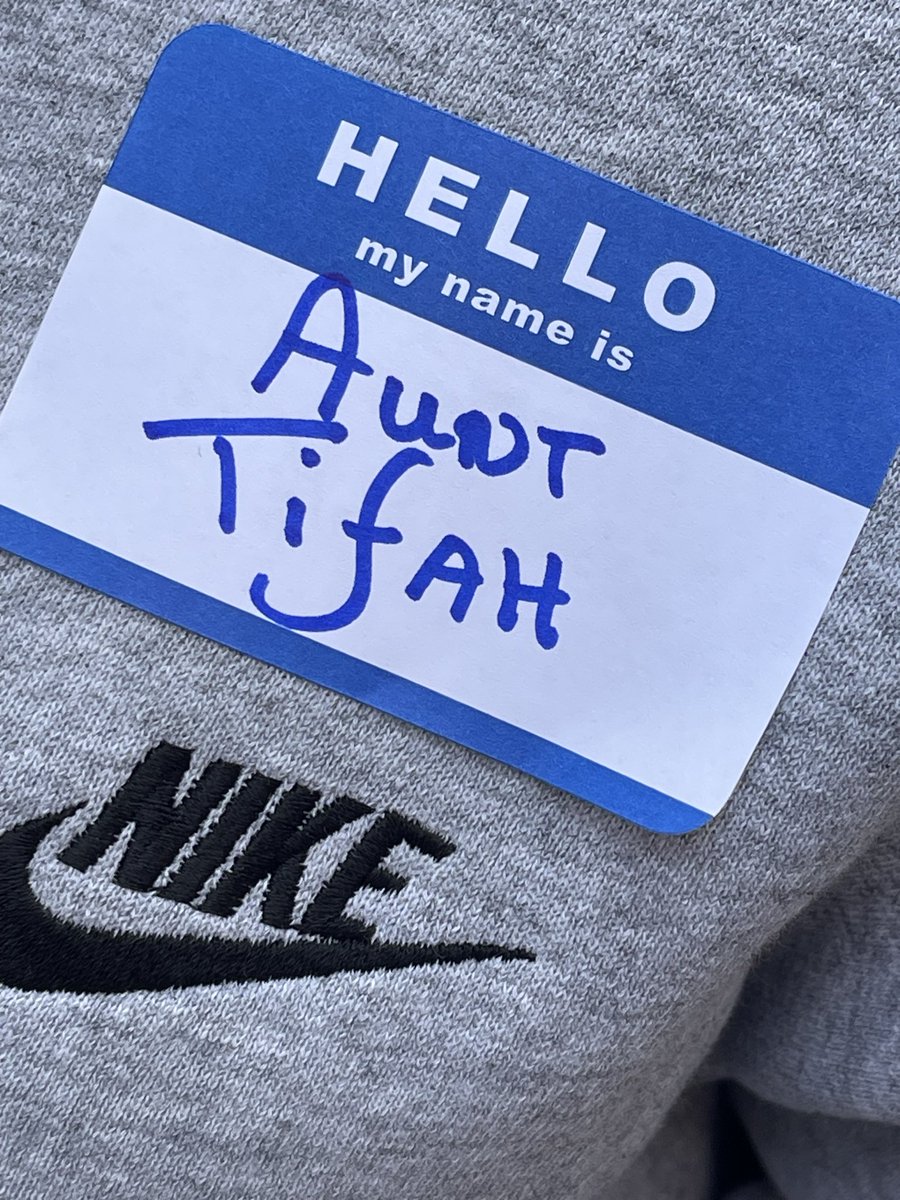 HELLO
my name is
AUNT
TifAH
NIKE